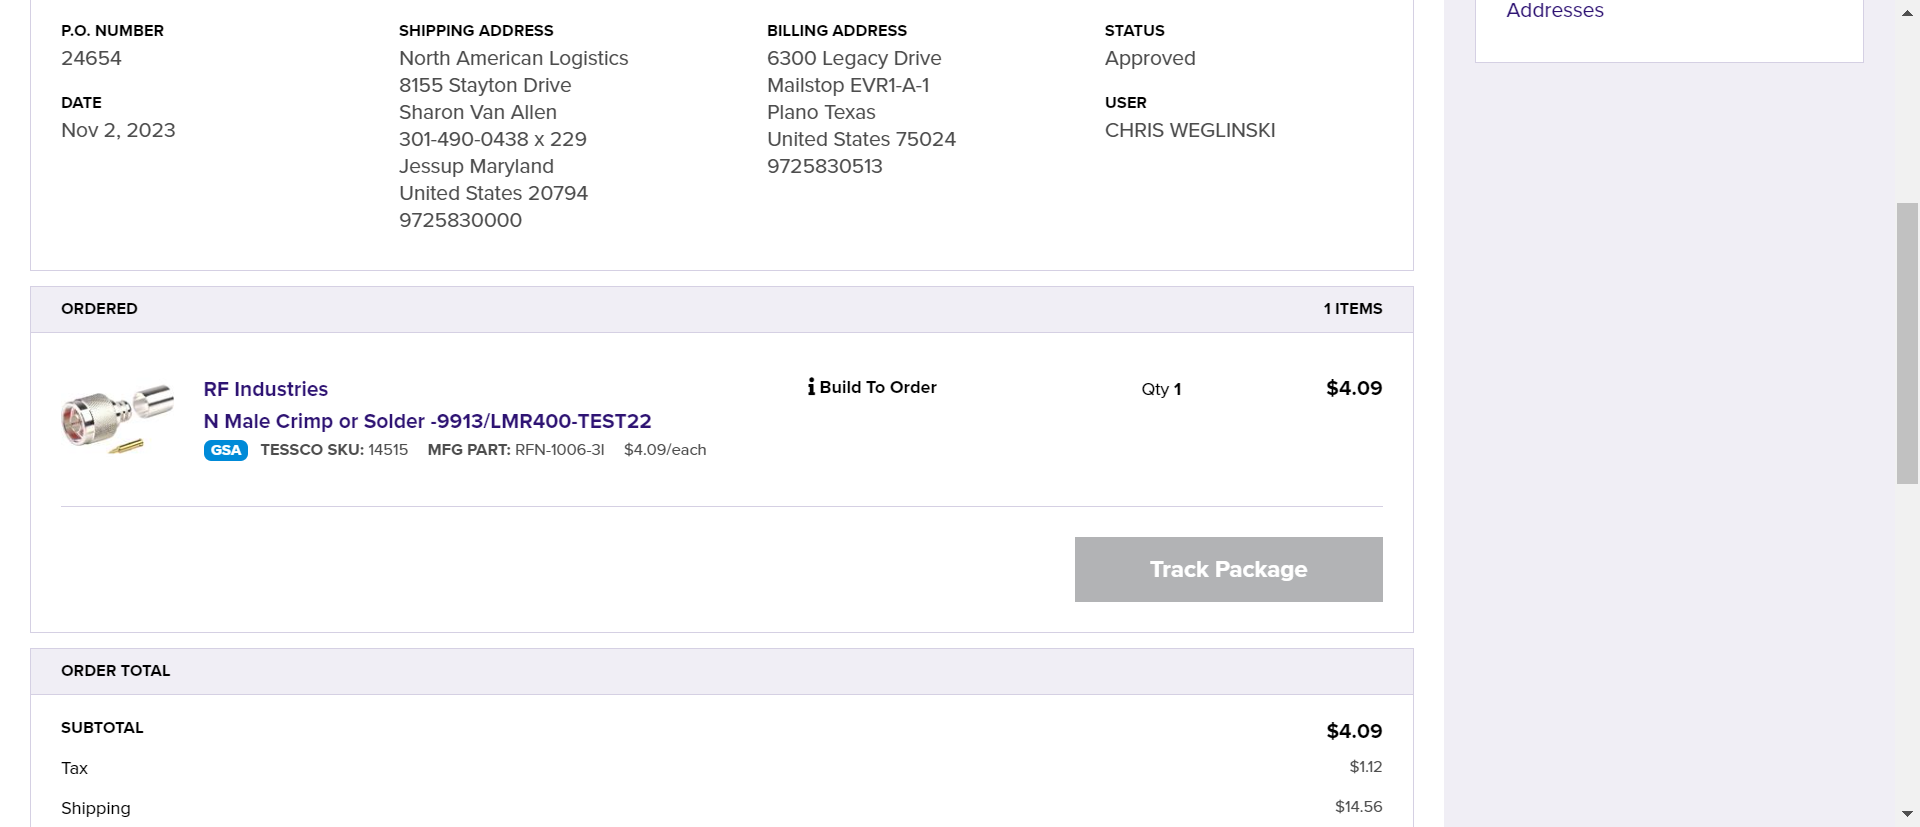 Addresses
P.O. NUMBER
24654
DATE
Nov 2, 2023
SHIPPING ADDRESS
North American Logistics
8155 Stayton Drive
Sharon Van Allen
301-490-0438 x 229
Jessup Maryland
United States 20794
9725830000
BILLING ADDRESS
6300 Legacy Drive
Mailstop EVR1-A-1
Plano Texas
United States 75024
9725830513
STATUS
Approved
USER
CHRIS WEGLINSKI
ORDERED 1 ITEMS
RF Industries
N Male Crimp or Solder -9913/LMR400-TEST22
GSA TESSCO SKU: 14515 MFG PART: RFN-1006-3I $4.09/each
Build To Order
Qty 1
$4.09
Track Package
ORDER TOTAL
SUBTOTAL $4.09
Tax $1.12
Shipping $14.56